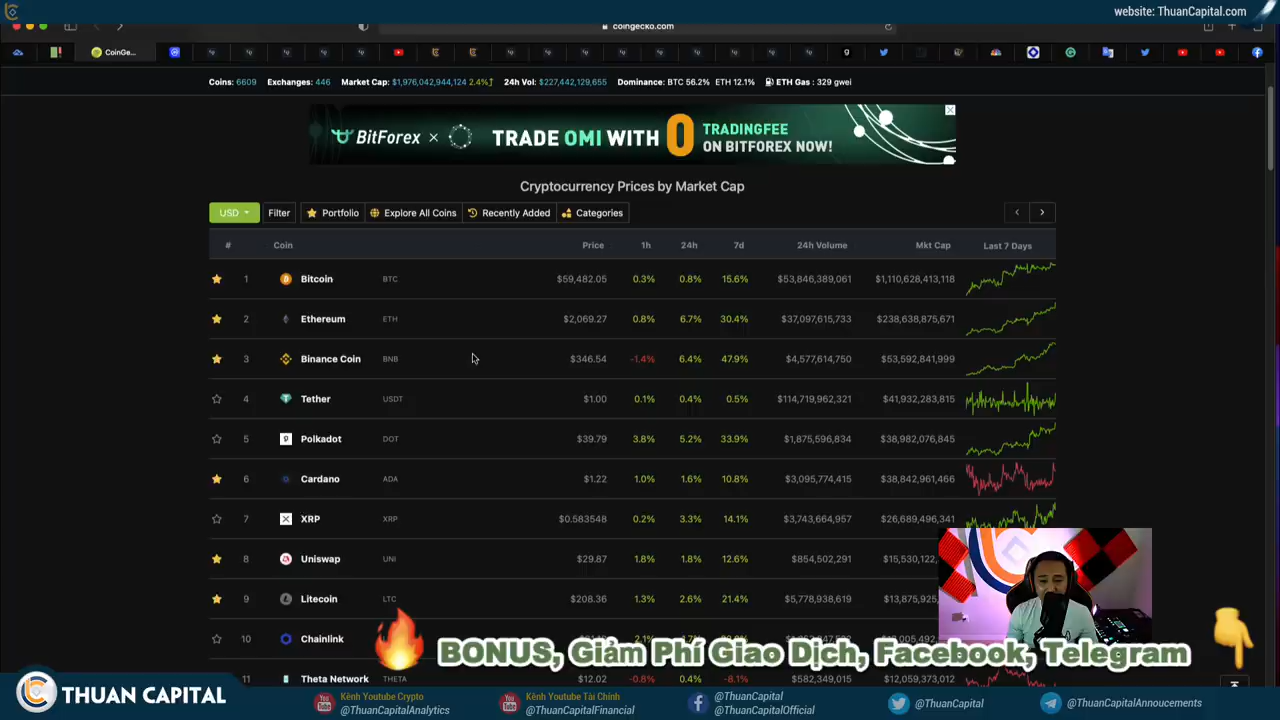 website: ThuanCapital.com
coingecko.com
CoinGe...
Coins: 6609 Exchanges: 446 Market Cap: $1,976,042,944,124 2.4% 24h Vol: $227,442,129,655 Dominance: BTC 56.2% ETH 12.1% ETH Gas : 329 gwei
BitForex × TRADE OMI WITH 0 TRADINGFEE
ON BITFOREX NOW!
Cryptocurrency Prices by Market Cap
USD Filter Portfolio Explore All Coins Recently Added Categories
# Coin Price 1h 24h 7d 24h Volume Mkt Cap Last 7 Days
1 Bitcoin BTC $59,482.05 0.3% 0.8% 15.6% $53,846,389,061 $1,110,628,413,118
2 Ethereum ETH $2,069.27 0.8% 6.7% 30.4% $37,097,615,733 $238,638,875,671
3 Binance Coin BNB $346.54 -1.4% 6.4% 47.9% $4,577,614,750 $53,592,841,999
4 Tether USDT $1.00 0.1% 0.4% 0.5% $114,719,962,321 $41,932,283,815
5 Polkadot DOT $39.79 3.8% 5.2% 33.9% $1,875,596,834 $38,982,076,845
6 Cardano ADA $1.22 1.0% 1.6% 10.8% $3,095,774,415 $38,842,961,466
7 XRP XRP $0.583548 0.2% 3.3% 14.1% $3,743,664,957 $26,689,496,341
8 Uniswap UNI $29.87 1.8% 1.8% 12.6% $854,502,291 $15,530,122,
9 Litecoin LTC $208.36 1.3% 2.6% 21.4% $5,778,938,619 $13,875,925,
10 Chainlink
BONUS, Giảm Phí Giao Dịch, Facebook, Telegram
11 Theta Network THETA $12.02 -0.8% 0.4% -8.1% $582,349,015 $12,059,373,012
THUAN CAPITAL
Kênh Youtube Crypto
@ThuanCapitalAnalytics
Kênh Youtube Tài Chính
@ThuanCapitalFinancial
@ThuanCapital
@ThuanCapitalOfficial
@ThuanCapital
@ThuanCapitalAnnoucements